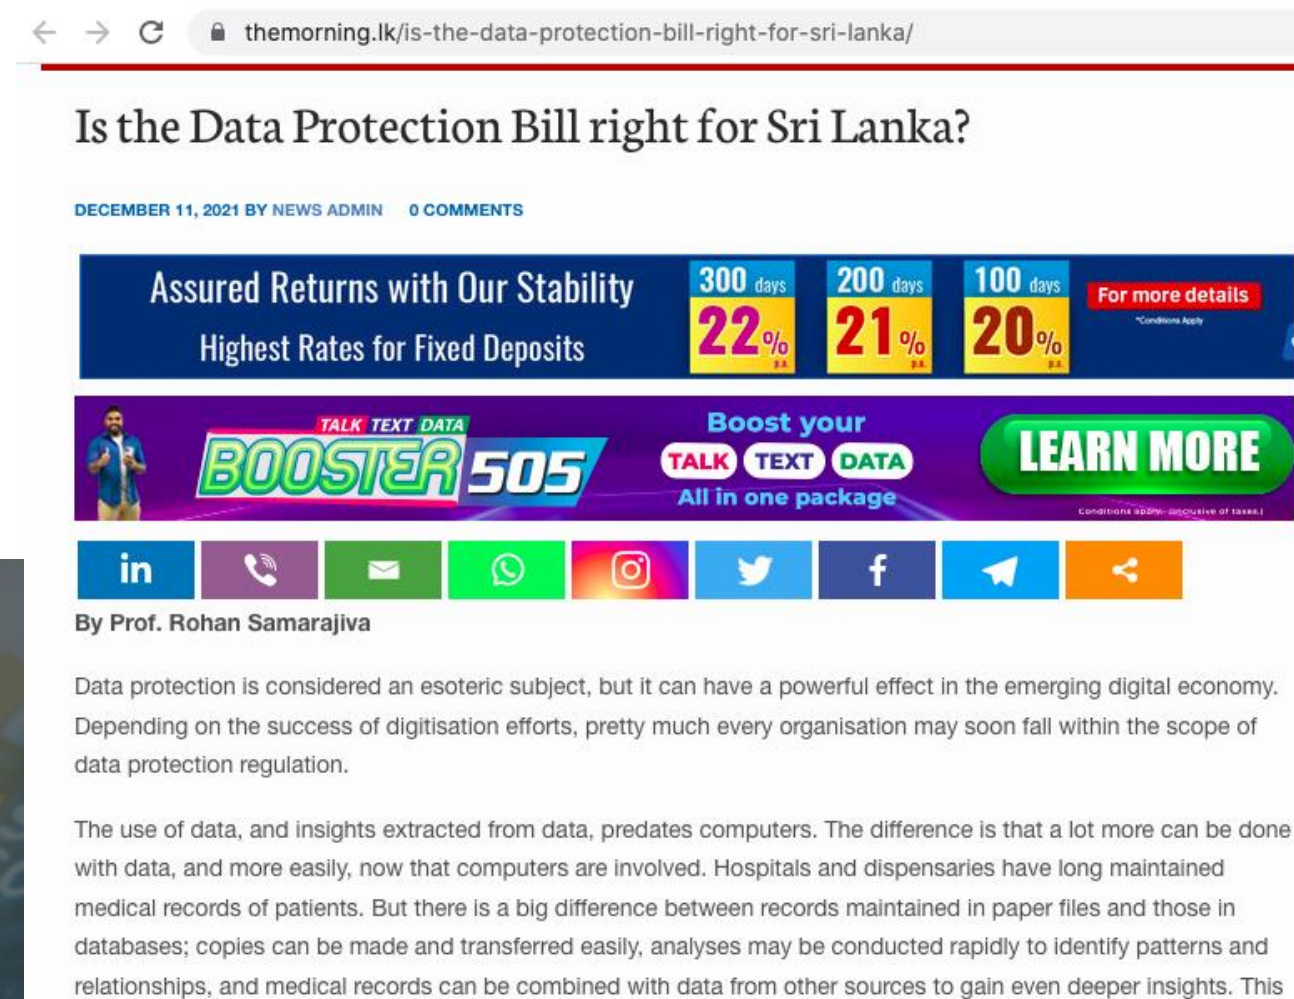 themorning.lk/is-the-data-protection-bill-right-for-sri-lanka/
Is the Data Protection Bill right for Sri Lanka?
DECEMBER 11, 2021 BY NEWS ADMIN 0 COMMENTS
Assured Returns with Our Stability
Highest Rates for Fixed Deposits
300 days
22% p.a.
200 days
21% p.a.
100 days
20% p.a.
For more details
*Conditions Apply
TALK TEXT DATA
BOOSTER 505
Boost your
TALK TEXT DATA
All in one package
LEARN MORE
Conditions apply. (inclusive of taxes.)
in
f
By Prof. Rohan Samarajiva
Data protection is considered an esoteric subject, but it can have a powerful effect in the emerging digital economy.
Depending on the success of digitisation efforts, pretty much every organisation may soon fall within the scope of
data protection regulation.
The use of data, and insights extracted from data, predates computers. The difference is that a lot more can be done
with data, and more easily, now that computers are involved. Hospitals and dispensaries have long maintained
medical records of patients. But there is a big difference between records maintained in paper files and those in
databases; copies can be made and transferred easily, analyses may be conducted rapidly to identify patterns and
relationships, and medical records can be combined with data from other sources to gain even deeper insights. This